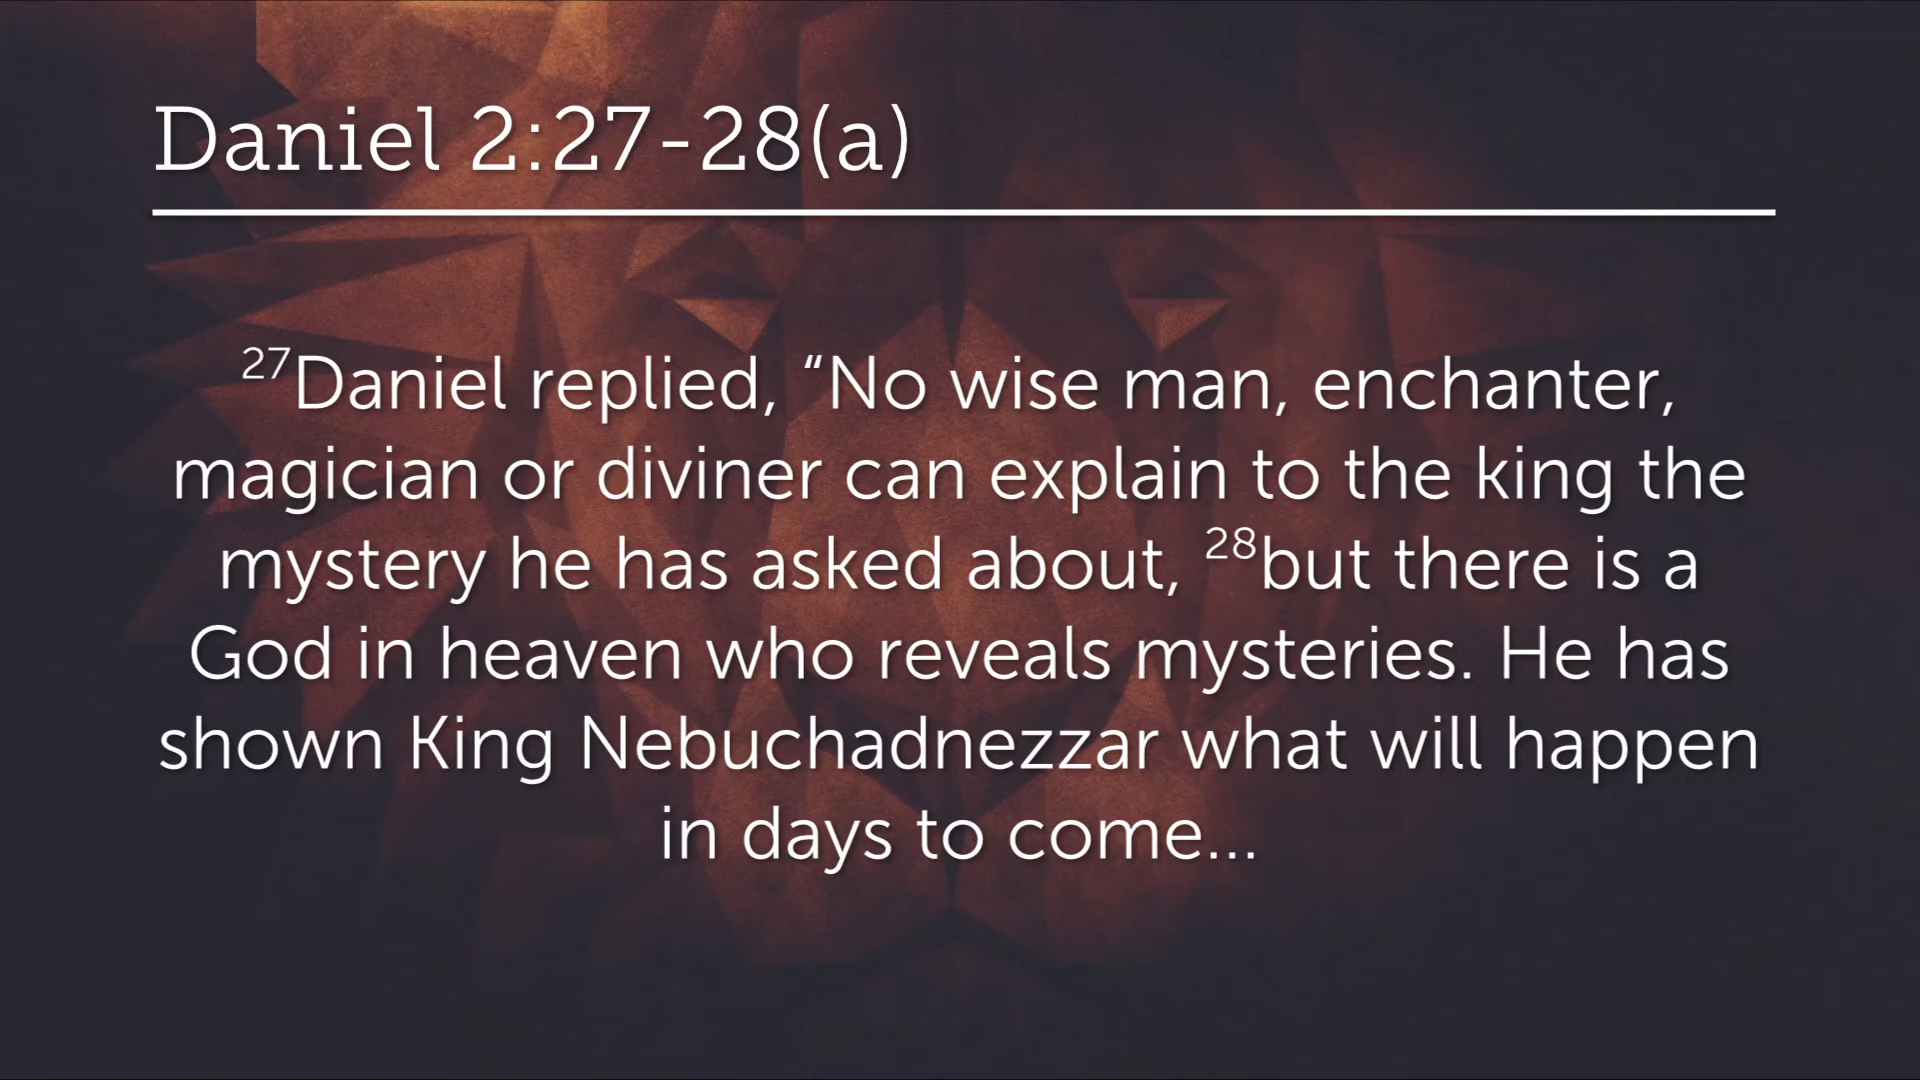 Daniel 2:27-28(a)
27Daniel replied, “No wise man, enchanter,
magician or diviner can explain to the king the
mystery he has asked about, 28but there is a
God in heaven who reveals mysteries. He has
shown King Nebuchadnezzar what will happen
in days to come...